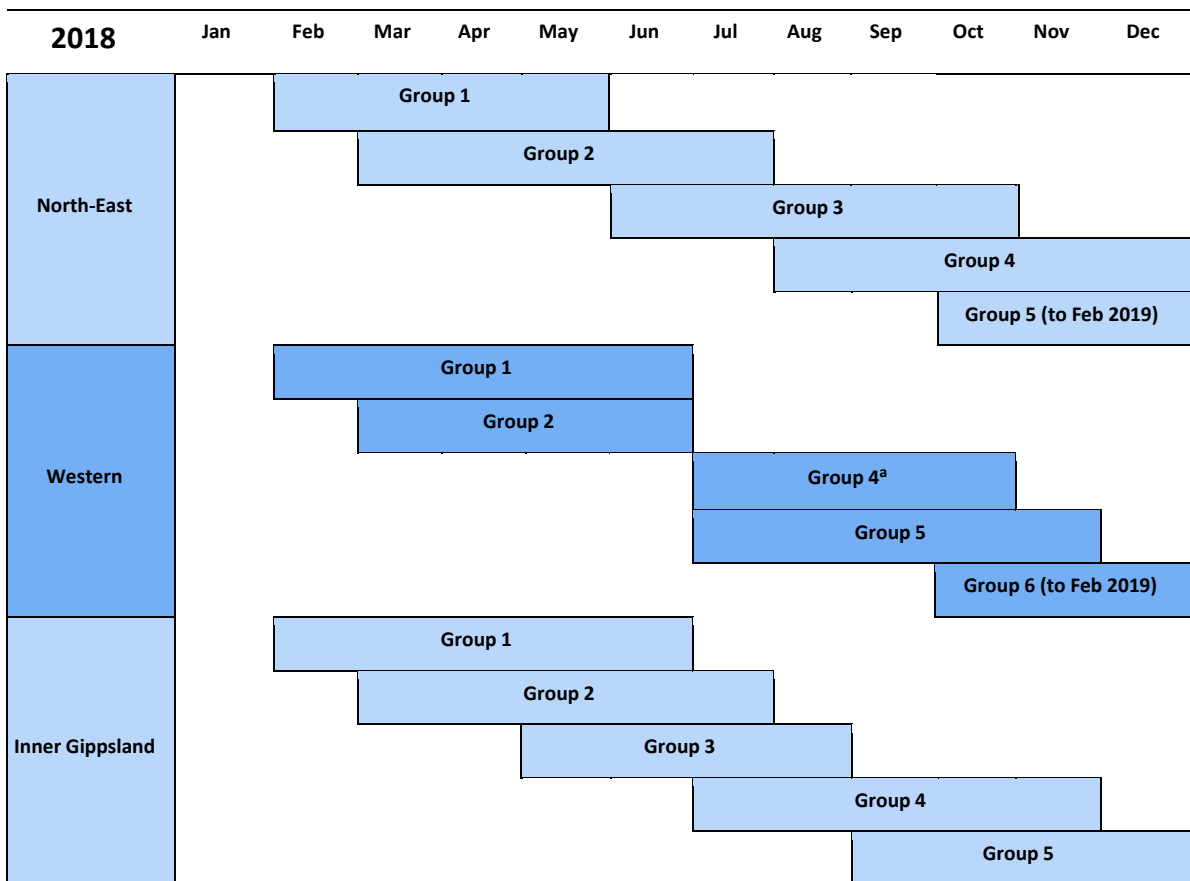 2018 Jan Feb Mar Apr May Jun Jul Aug Sep Oct Nov Dec
Group 1
Group 2
North-East Group 3
Group 4
Group 5 (to Feb 2019)
Group 1
Group 2
Western Group 4ᵃ
Group 5
Group 6 (to Feb 2019)
Group 1
Group 2
Inner Gippsland Group 3
Group 4
Group 5